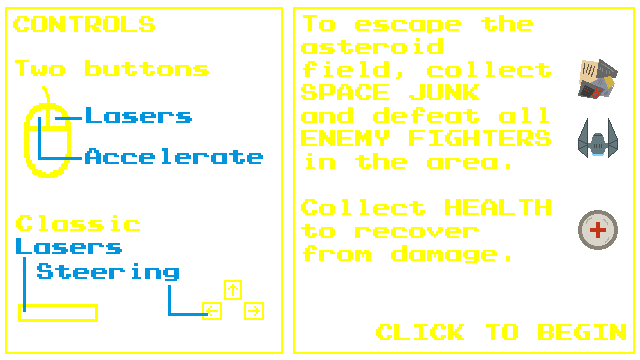 CONTROLS
Two buttons
Lasers
Accelerate
Classic
Lasers
Steering
To escape the
asteroid
field, collect
SPACE JUNK
and defeat all
ENEMY FIGHTERS
in the area.
Collect HEALTH
to recover
from damage.
CLICK TO BEGIN